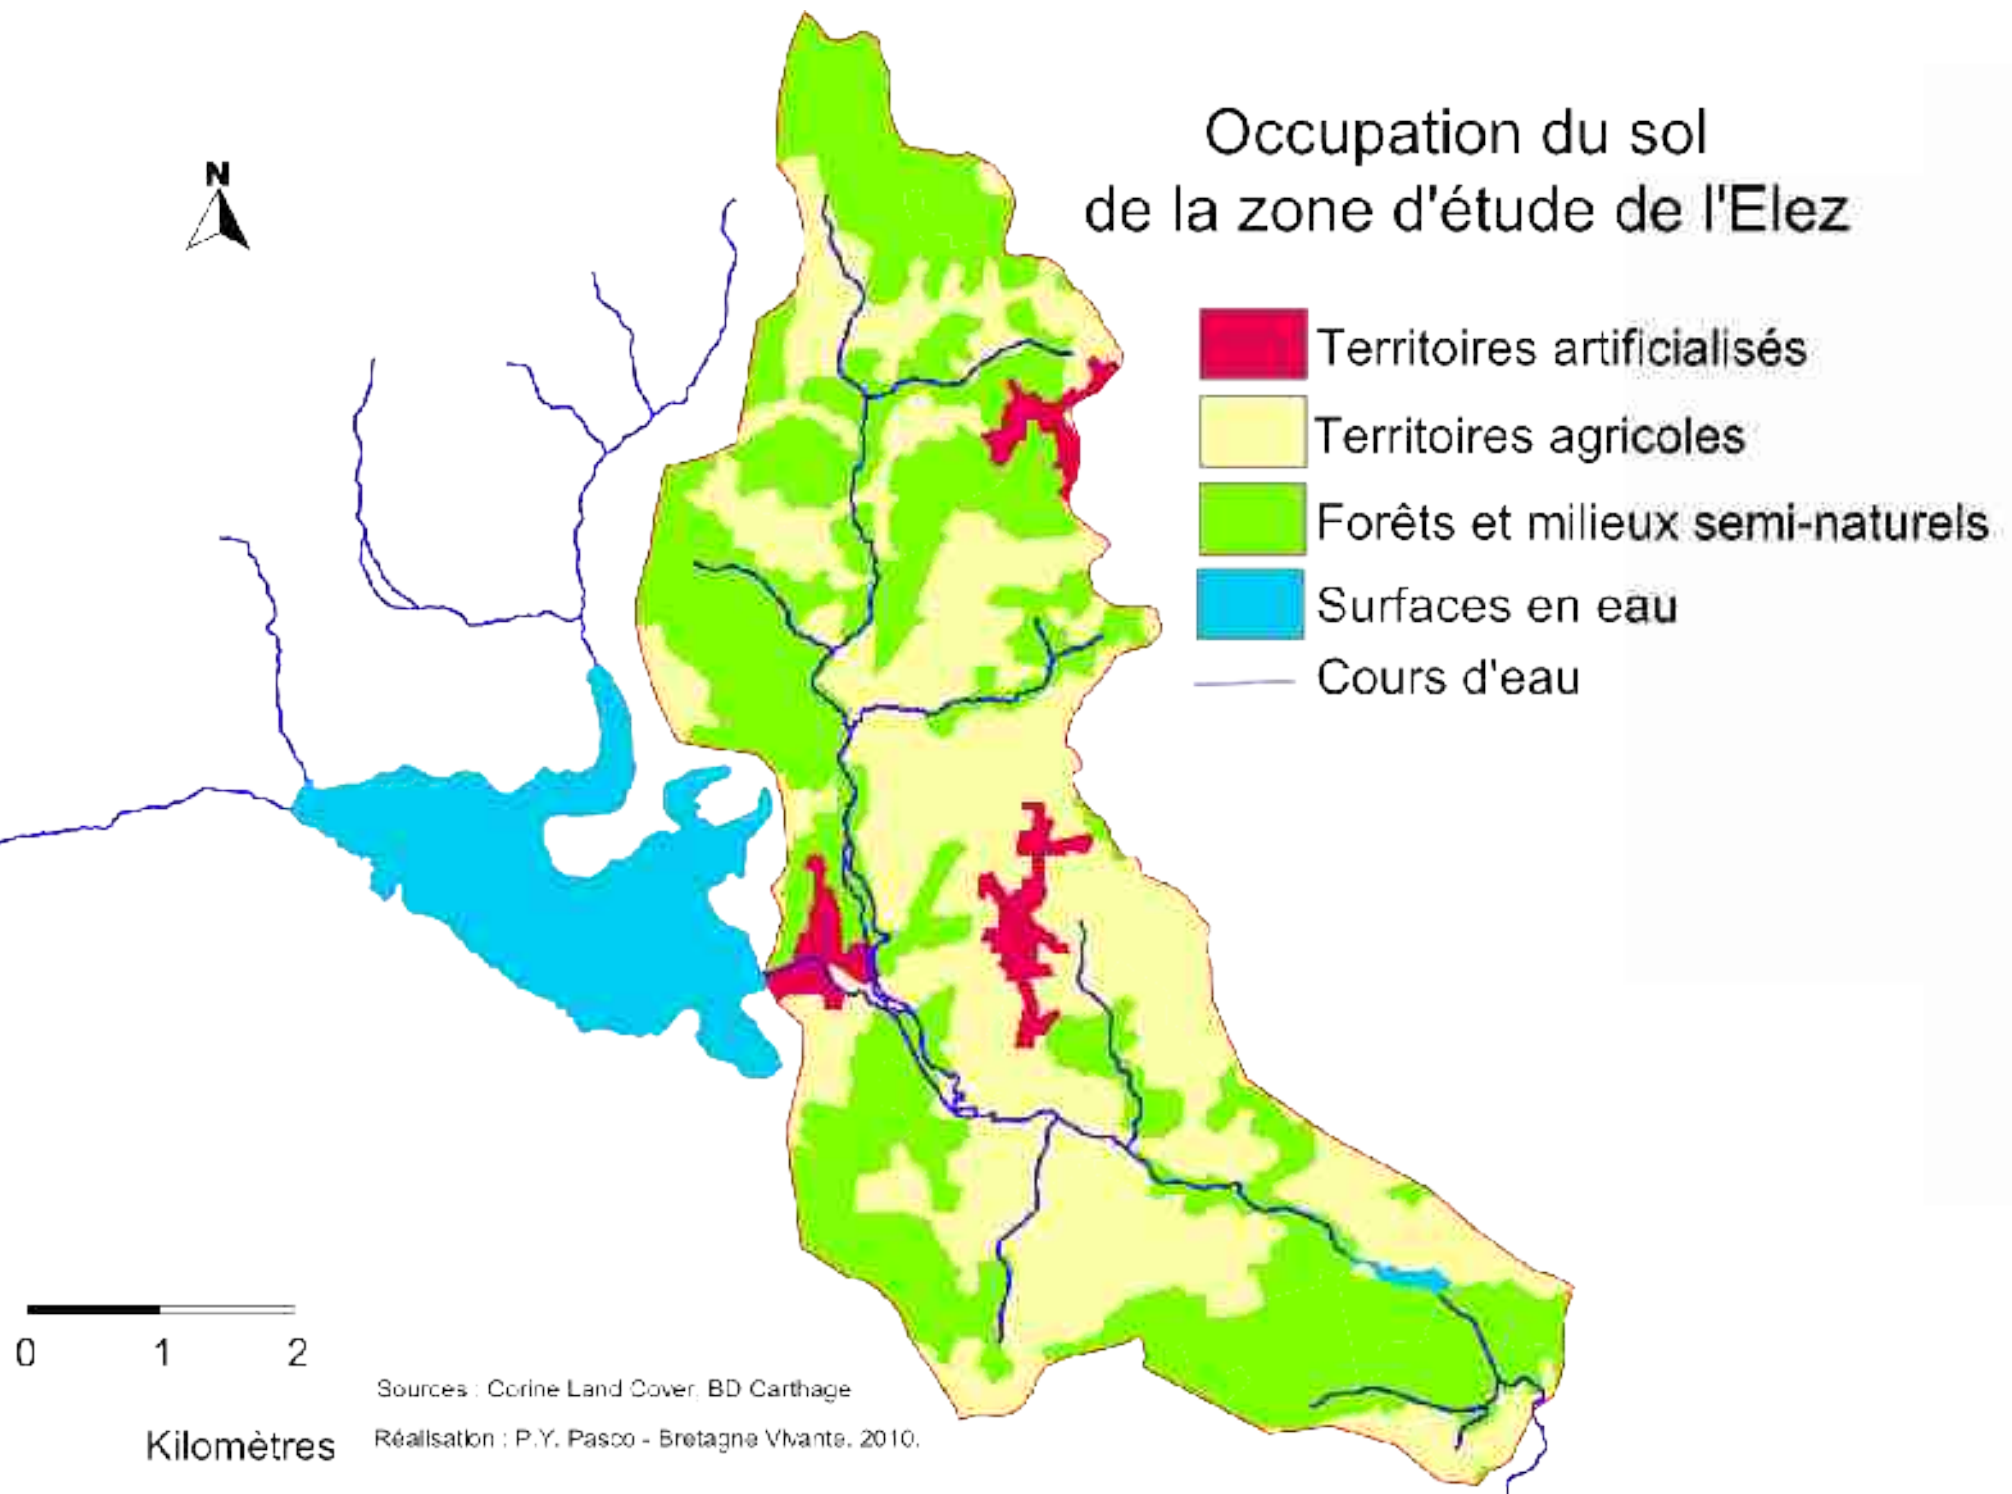 Occupation du sol
de la zone d'étude de l'Elez
N
Territoires artificialisés
Territoires agricoles
Forêts et milieux semi-naturels
Surfaces en eau
Cours d'eau
0 1 2
Kilomètres
Sources : Corine Land Cover, BD Carthage
Réalisation : P.Y. Pasco - Bretagne Vivante, 2010.